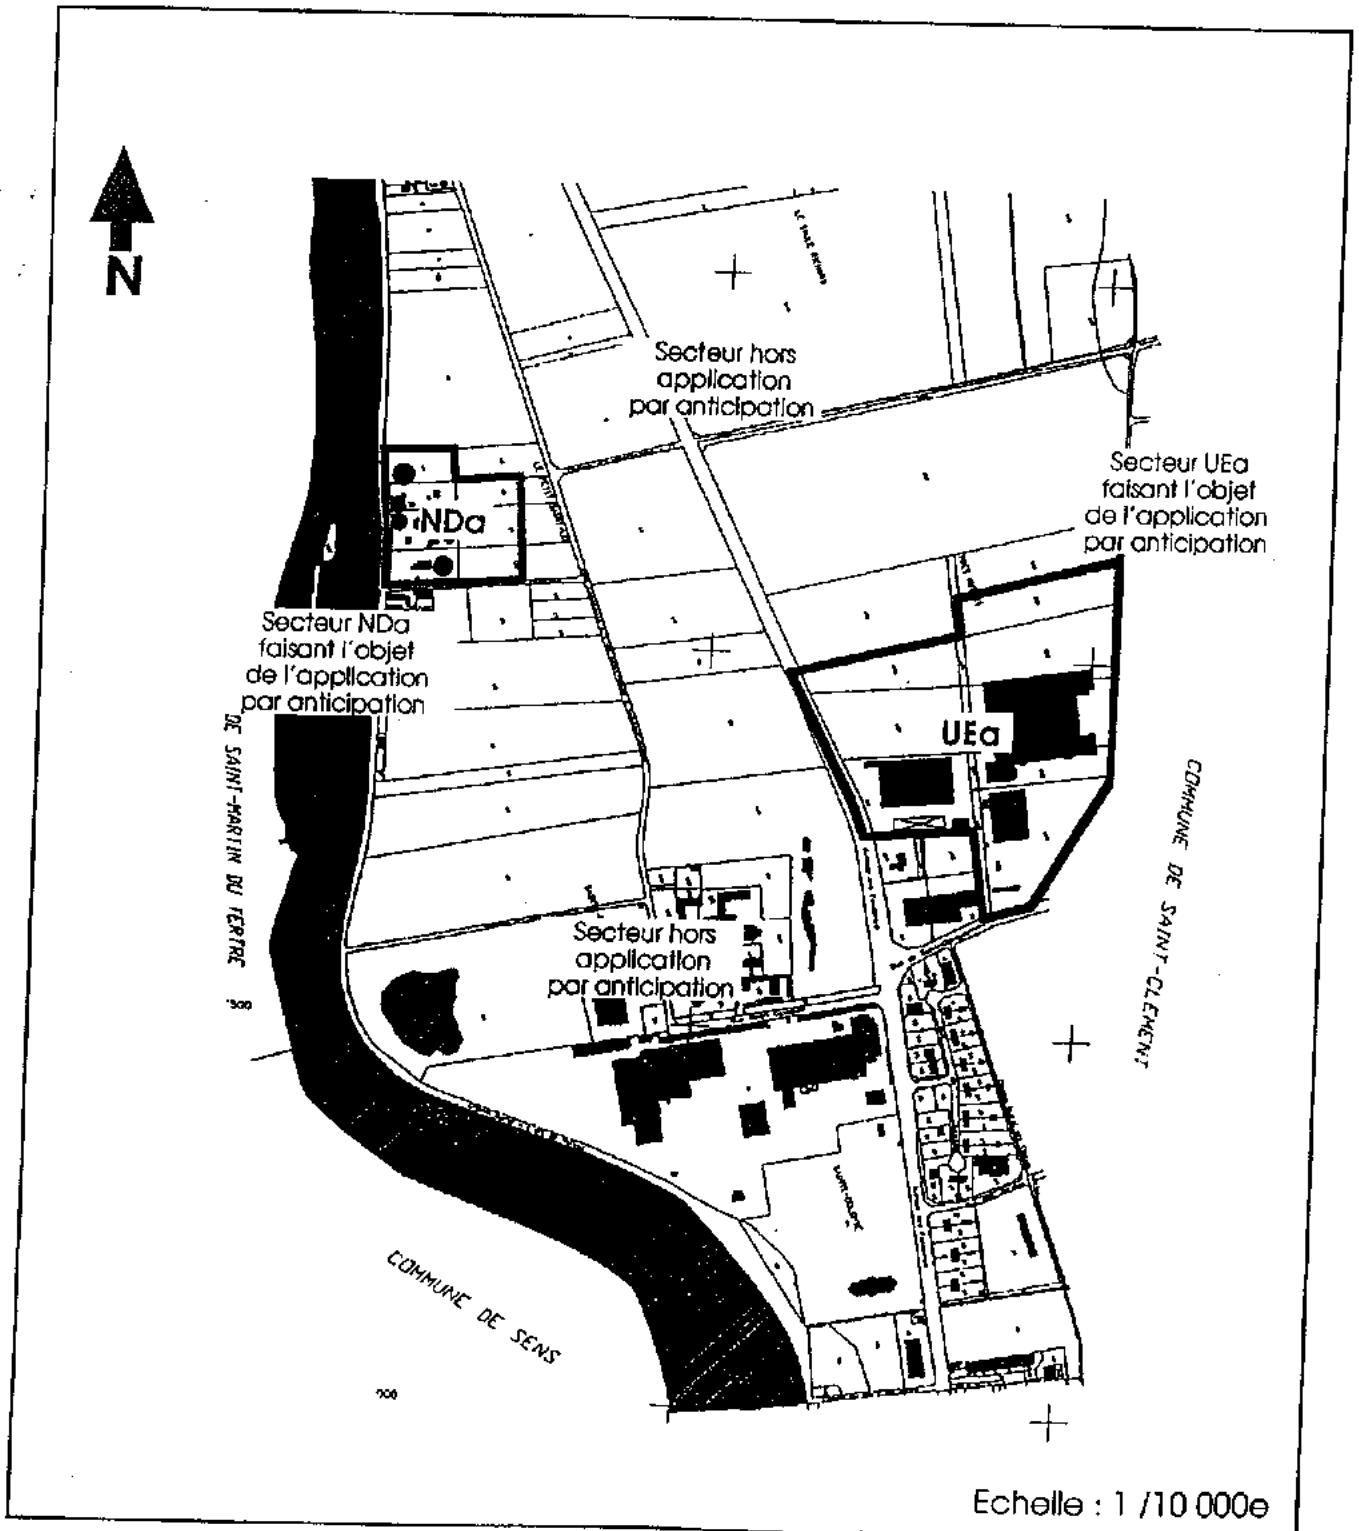 N
Secteur hors
application
par anticipation
Secteur UEa
faisant l'objet
de l'application
par anticipation
NDa
Secteur NDa
faisant l'objet
de l'application
par anticipation
UEa
DE SAINT-MARTIN DU TERTRE
COMMUNE DE SAINT-CLEMENT
Secteur hors
application
par anticipation
COMMUNE DE SENS
Echelle : 1 /10 000e